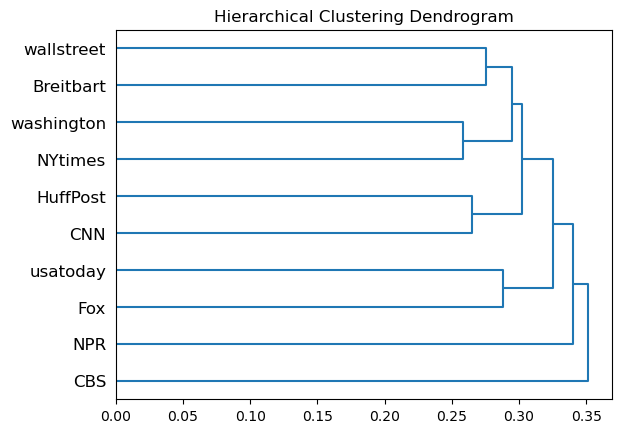 Hierarchical Clustering Dendrogram
wallstreet
Breitbart
washington
NYtimes
HuffPost
CNN
usatoday
Fox
NPR
CBS
0.00 0.05 0.10 0.15 0.20 0.25 0.30 0.35